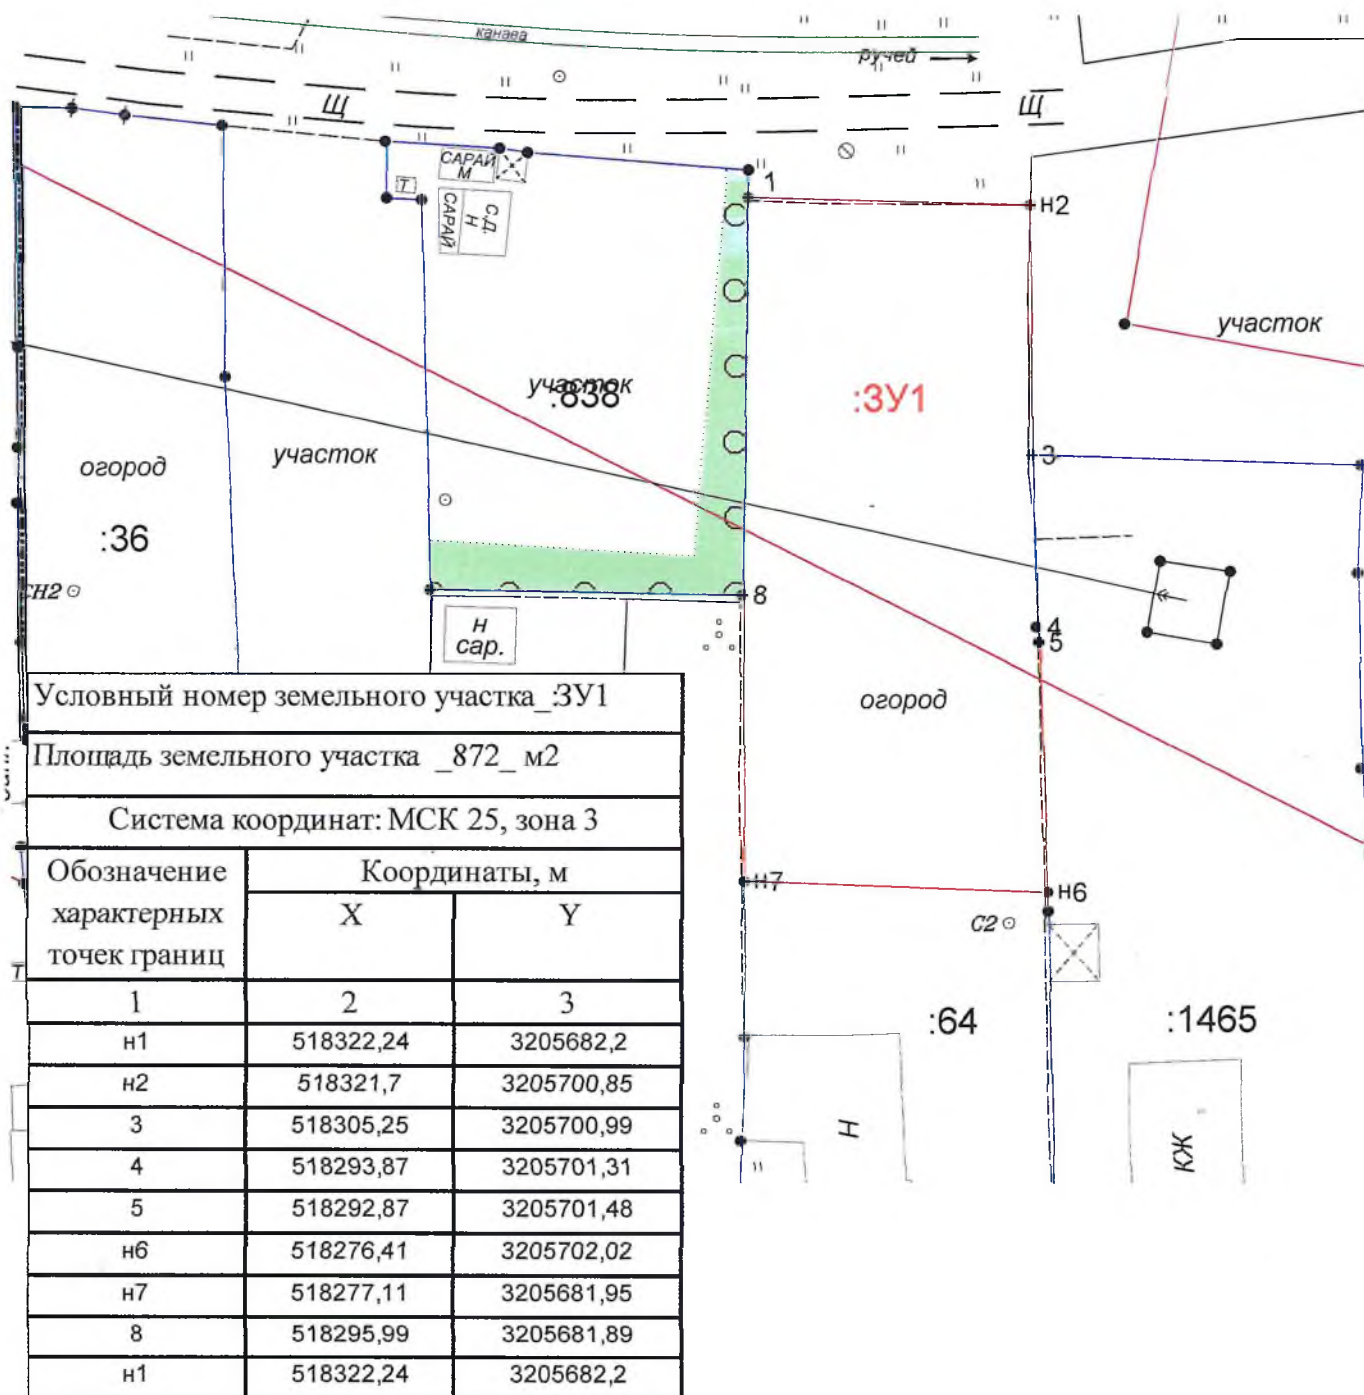 канава
ручей
Щ
Щ
САРАЙ
М
1
н2
Т
САРАЙ
С.Д.
Н
участок
участок
:838
:ЗУ1
3
участок
огород
:36
СН2
8
Н
сар.
4
5
огород
Условный номер земельного участка_:ЗУ1
Площадь земельного участка _872_ м2
Система координат: МСК 25, зона 3
Обозначение характерных точек границ
Координаты, м
X Y
1 2 3
н1 518322,24 3205682,2
н2 518321,7 3205700,85
3 518305,25 3205700,99
4 518293,87 3205701,31
5 518292,87 3205701,48
н6 518276,41 3205702,02
н7 518277,11 3205681,95
8 518295,99 3205681,89
н1 518322,24 3205682,2
н7
н6
С2
Т
:64
:1465
Н
КЖ